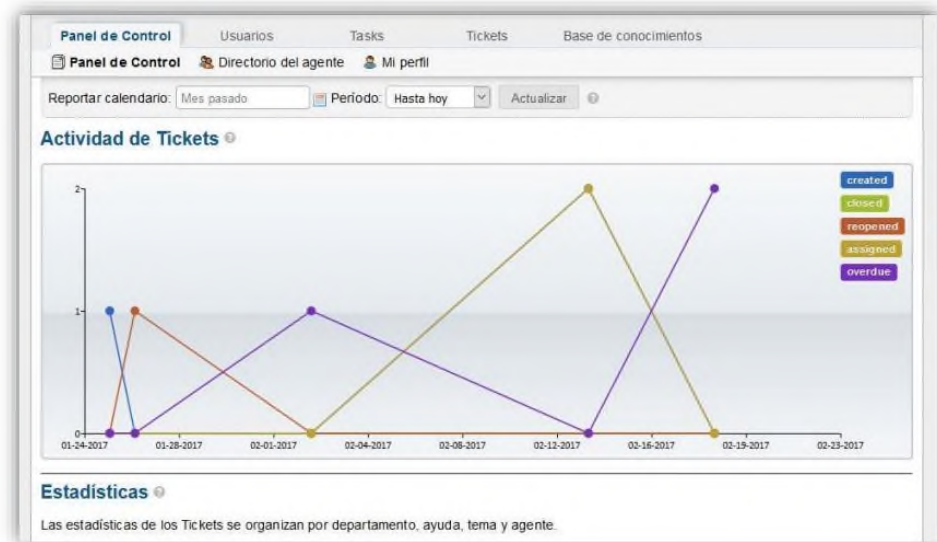 Panel de Control Usuarios Tasks Tickets Base de conocimientos
Panel de Control Directorio del agente Mi perfil
Reportar calendario: Mes pasado Período: Hasta hoy Actualizar
Actividad de Tickets
created
closed
reopened
assigned
overdue
2
1
0
01-24-2017 01-28-2017 02-01-2017 02-04-2017 02-08-2017 02-12-2017 02-16-2017 02-19-2017 02-23-2017
Estadísticas
Las estadísticas de los Tickets se organizan por departamento, ayuda, tema y agente.